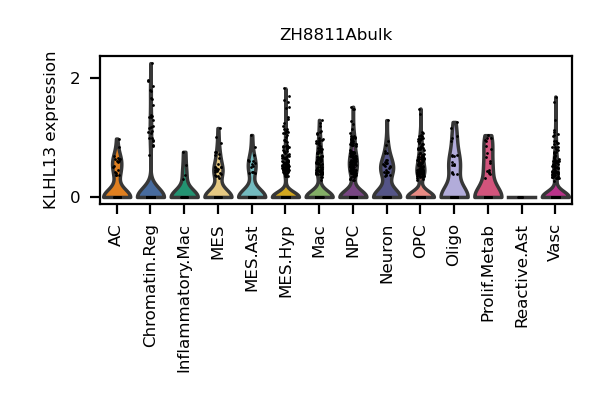 ZH8811Abulk
KLHL13 expression
2
0
AC
Chromatin.Reg
Inflammatory.Mac
MES
MES.Ast
MES.Hyp
Mac
NPC
Neuron
OPC
Oligo
Prolif.Metab
Reactive.Ast
Vasc